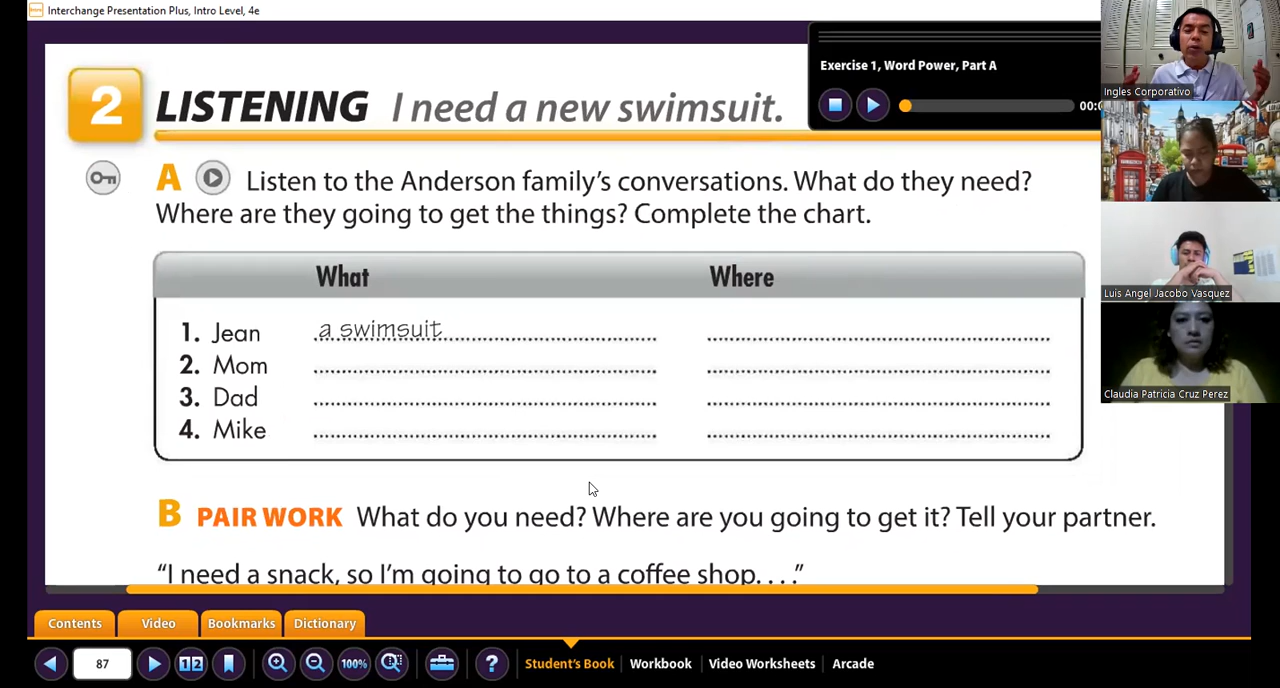 Interchange Presentation Plus, Intro Level, 4e
Exercise 1, Word Power, Part A
00:
2 LISTENING I need a new swimsuit.
A Listen to the Anderson family's conversations. What do they need?
Where are they going to get the things? Complete the chart.
What Where
1. Jean a swimsuit
2. Mom
3. Dad
4. Mike
B PAIR WORK What do you need? Where are you going to get it? Tell your partner.
"I need a snack, so I'm going to go to a coffee shop. . . ."
Ingles Corporativo
Luis Angel Jacobo Vasquez
Claudia Patricia Cruz Perez
Contents Video Bookmarks Dictionary
87 1 2 100% ? Student's Book Workbook Video Worksheets Arcade